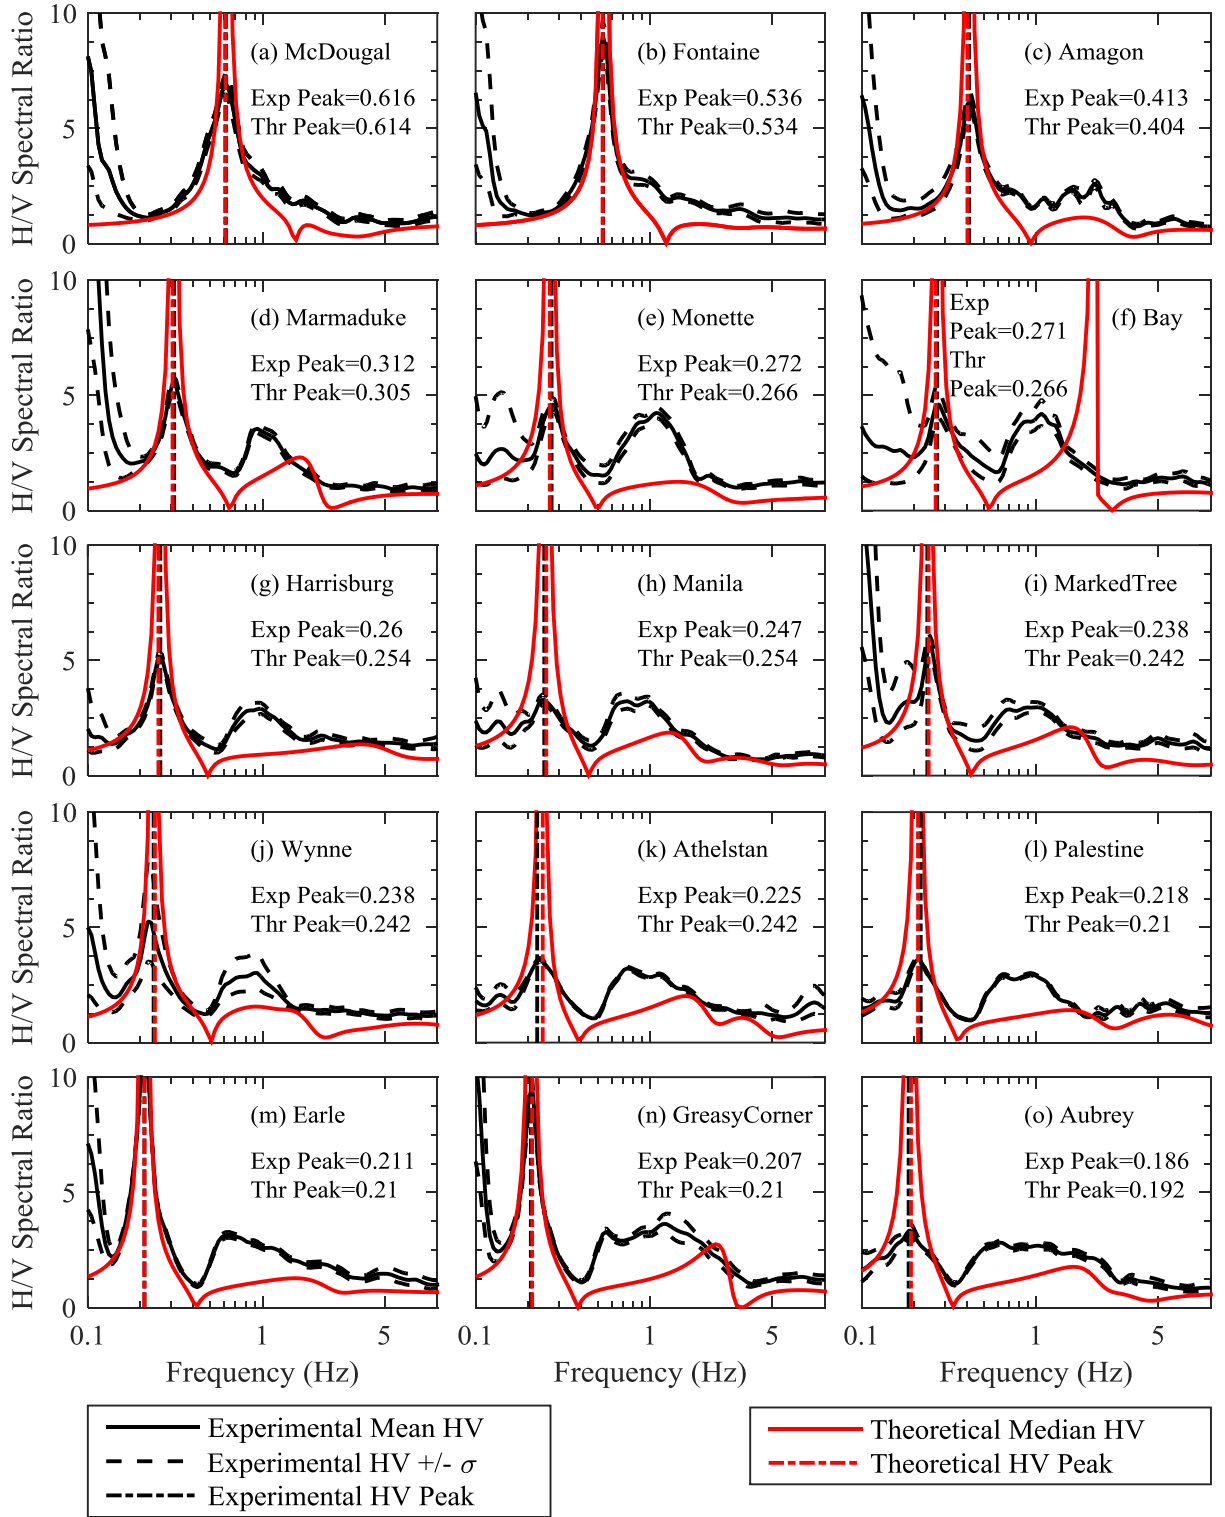 H/V Spectral Ratio
10
5
0
(a) McDougal
Exp Peak=0.616
Thr Peak=0.614
(b) Fontaine
Exp Peak=0.536
Thr Peak=0.534
(c) Amagon
Exp Peak=0.413
Thr Peak=0.404
H/V Spectral Ratio
10
5
0
(d) Marmaduke
Exp Peak=0.312
Thr Peak=0.305
(e) Monette
Exp Peak=0.272
Thr Peak=0.266
Exp
Peak=0.271
Thr
Peak=0.266
(f) Bay
H/V Spectral Ratio
10
5
0
(g) Harrisburg
Exp Peak=0.26
Thr Peak=0.254
(h) Manila
Exp Peak=0.247
Thr Peak=0.254
(i) MarkedTree
Exp Peak=0.238
Thr Peak=0.242
H/V Spectral Ratio
10
5
0
(j) Wynne
Exp Peak=0.238
Thr Peak=0.242
(k) Athelstan
Exp Peak=0.225
Thr Peak=0.242
(l) Palestine
Exp Peak=0.218
Thr Peak=0.21
H/V Spectral Ratio
10
5
0
(m) Earle
Exp Peak=0.211
Thr Peak=0.21
(n) GreasyCorner
Exp Peak=0.207
Thr Peak=0.21
(o) Aubrey
Exp Peak=0.186
Thr Peak=0.192
0.1 1 5
0.1 1 5
0.1 1 5
Frequency (Hz)
Frequency (Hz)
Frequency (Hz)
Experimental Mean HV
Experimental HV +/- σ
Experimental HV Peak
Theoretical Median HV
Theoretical HV Peak